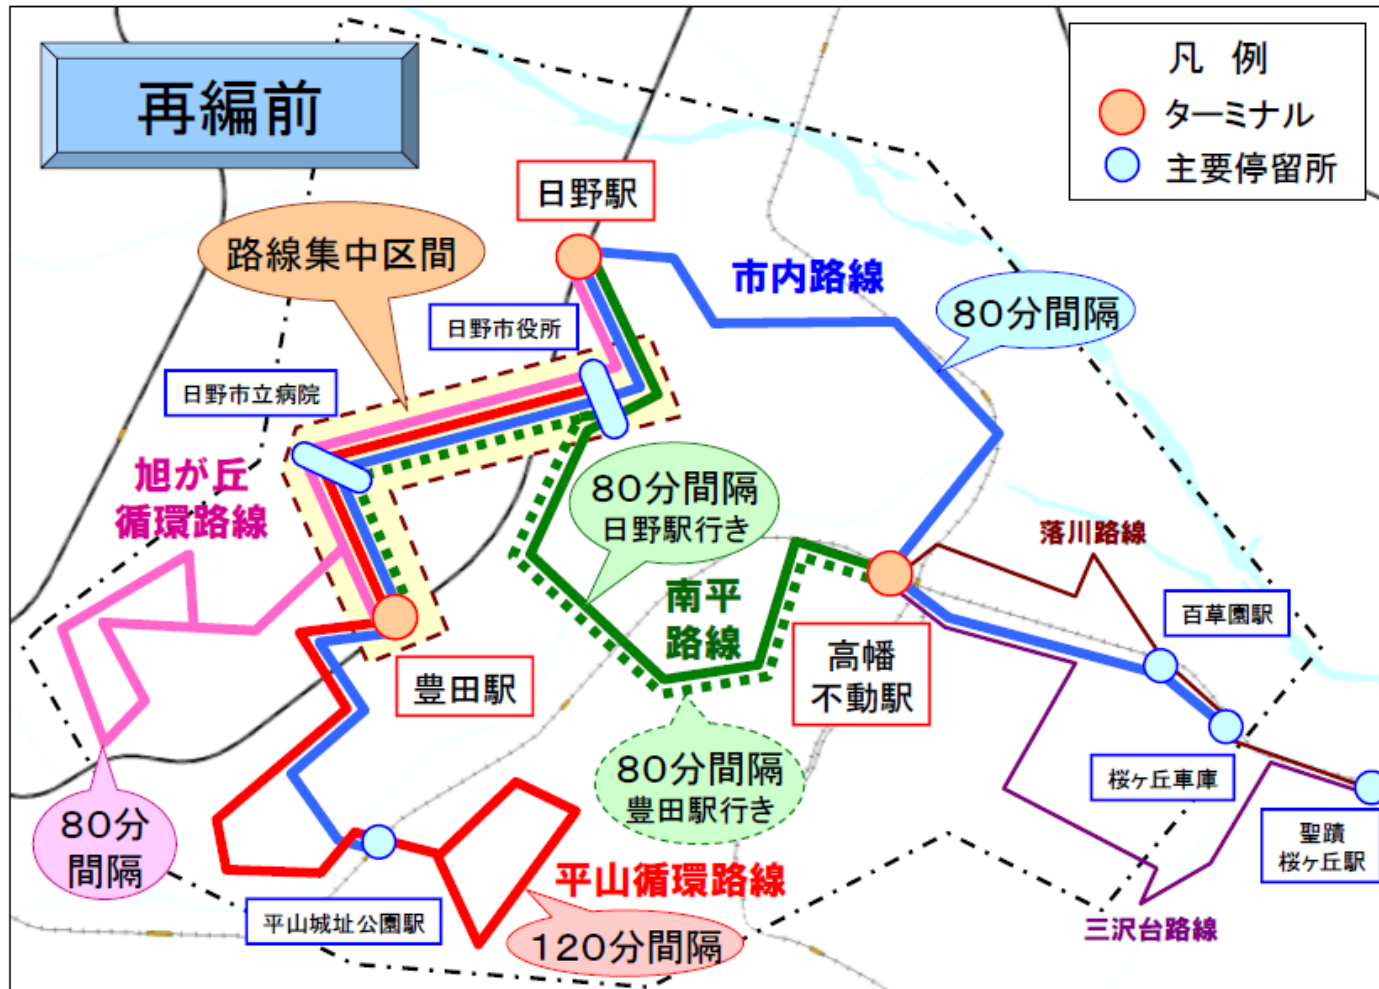 再編前
凡 例
ターミナル
主要停留所
日野駅
路線集中区間
市内路線
80分間隔
日野市役所
日野市立病院
旭が丘
循環路線
80分間隔
日野駅行き
落川路線
南平
路線
百草園駅
高幡
不動駅
豊田駅
80分間隔
豊田駅行き
桜ヶ丘車庫
80分
間隔
聖蹟
桜ヶ丘駅
平山循環路線
平山城址公園駅
120分間隔
三沢台路線